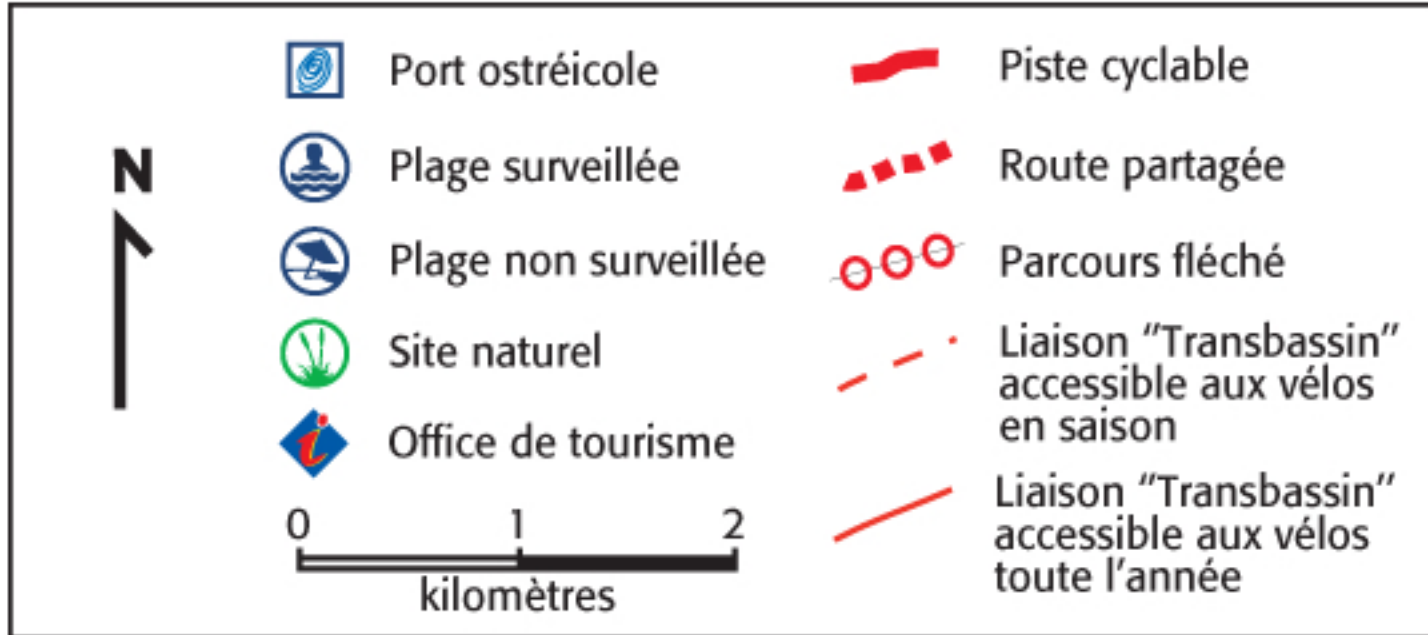 N
Port ostréicole
Plage surveillée
Plage non surveillée
Site naturel
Office de tourisme
0 1 2
kilomètres
Piste cyclable
Route partagée
Parcours fléché
Liaison "Transbassin"
accessible aux vélos
en saison
Liaison "Transbassin"
accessible aux vélos
toute l'année